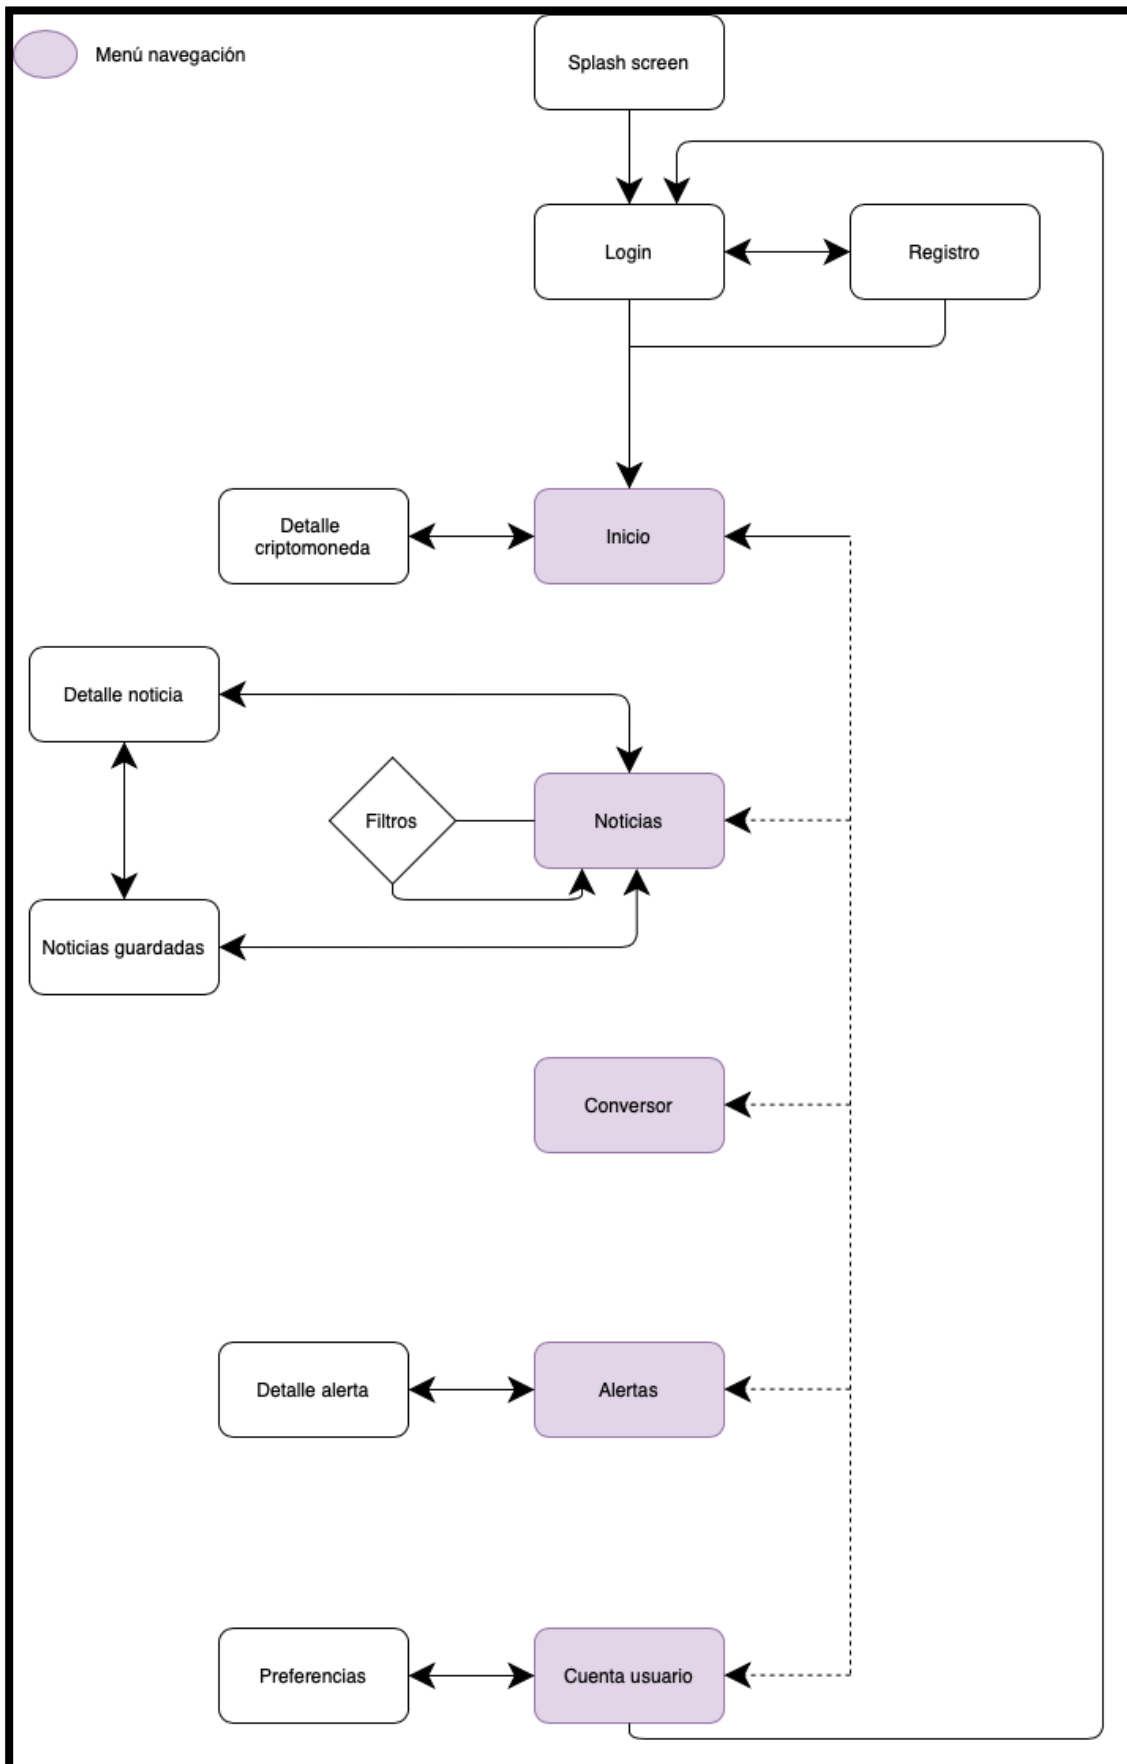 Menú navegación
Splash screen
Login
Registro
Detalle
criptomoneda
Inicio
Detalle noticia
Filtros
Noticias
Noticias guardadas
Conversor
Detalle alerta
Alertas
Preferencias
Cuenta usuario